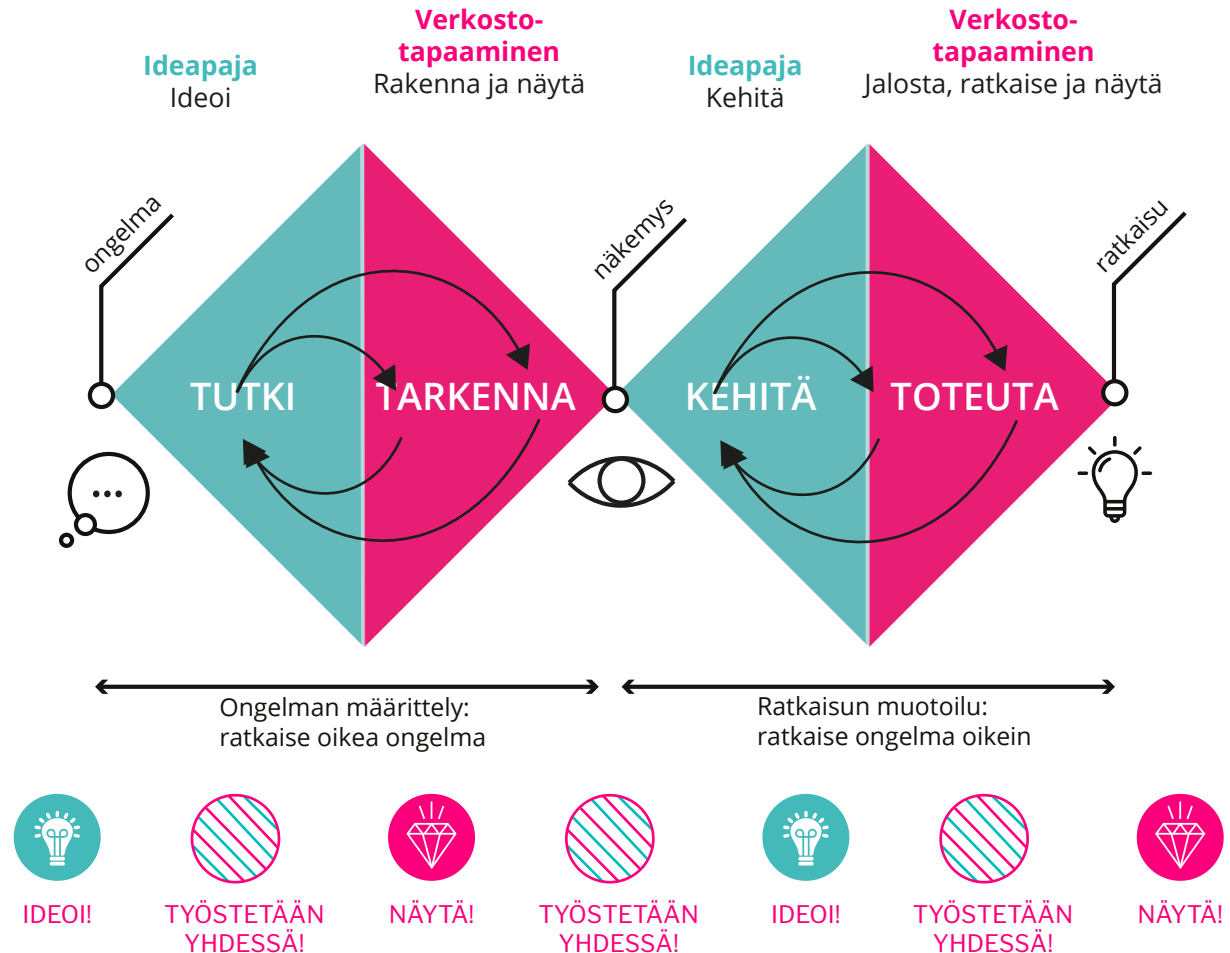 Ideapaja
Ideoi
Verkosto-
tapaaminen
Rakenna ja näytä
Ideapaja
Kehitä
Verkosto-
tapaaminen
Jalosta, ratkaise ja näytä
ongelma
näkemys
ratkaisu
TUTKI
TARKENNA
KEHITÄ
TOTEUTA
...
Ongelman määrittely:
ratkaise oikea ongelma
Ratkaisun muotoilu:
ratkaise ongelma oikein
IDEOI!
TYÖSTETÄÄN
YHDESSÄ!
NÄYTÄ!
TYÖSTETÄÄN
YHDESSÄ!
IDEOI!
TYÖSTETÄÄN
YHDESSÄ!
NÄYTÄ!